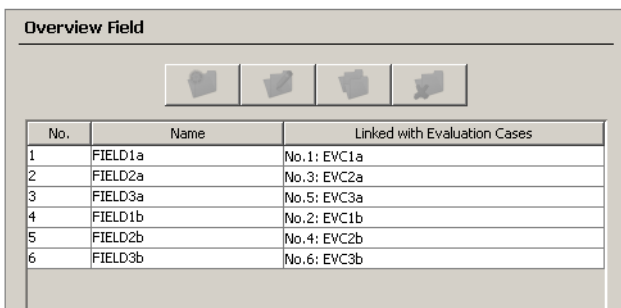 Overview Field
No. Name Linked with Evaluation Cases
1 FIELD1a No.1: EVC1a
2 FIELD2a No.3: EVC2a
3 FIELD3a No.5: EVC3a
4 FIELD1b No.2: EVC1b
5 FIELD2b No.4: EVC2b
6 FIELD3b No.6: EVC3b